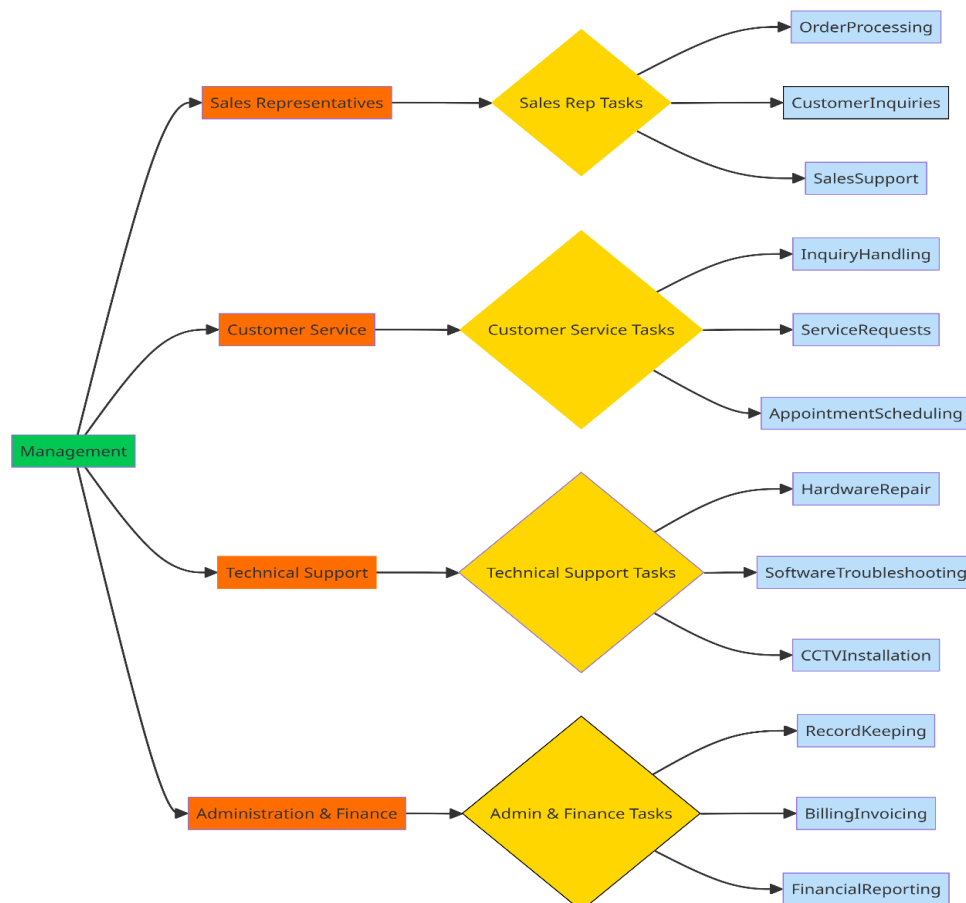 OrderProcessing
Sales Representatives
Sales Rep Tasks
CustomerInquiries
SalesSupport
InquiryHandling
Customer Service
Customer Service Tasks
ServiceRequests
AppointmentScheduling
Management
HardwareRepair
Technical Support
Technical Support Tasks
SoftwareTroubleshooting
CCTVInstallation
RecordKeeping
Administration & Finance
Admin & Finance Tasks
BillingInvoicing
FinancialReporting